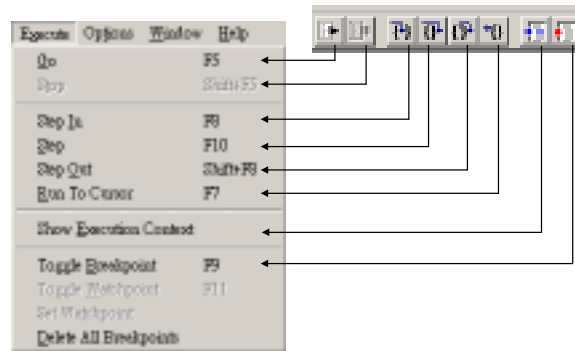 Execute Options Window Help
Go F5
Stop Shift+F5
Step In F8
Step F10
Step Out Shift+F8
Run To Cursor F7
Show Execution Context
Toggle Breakpoint F9
Toggle Watchpoint F11
Set Watchpoint
Delete All Breakpoints